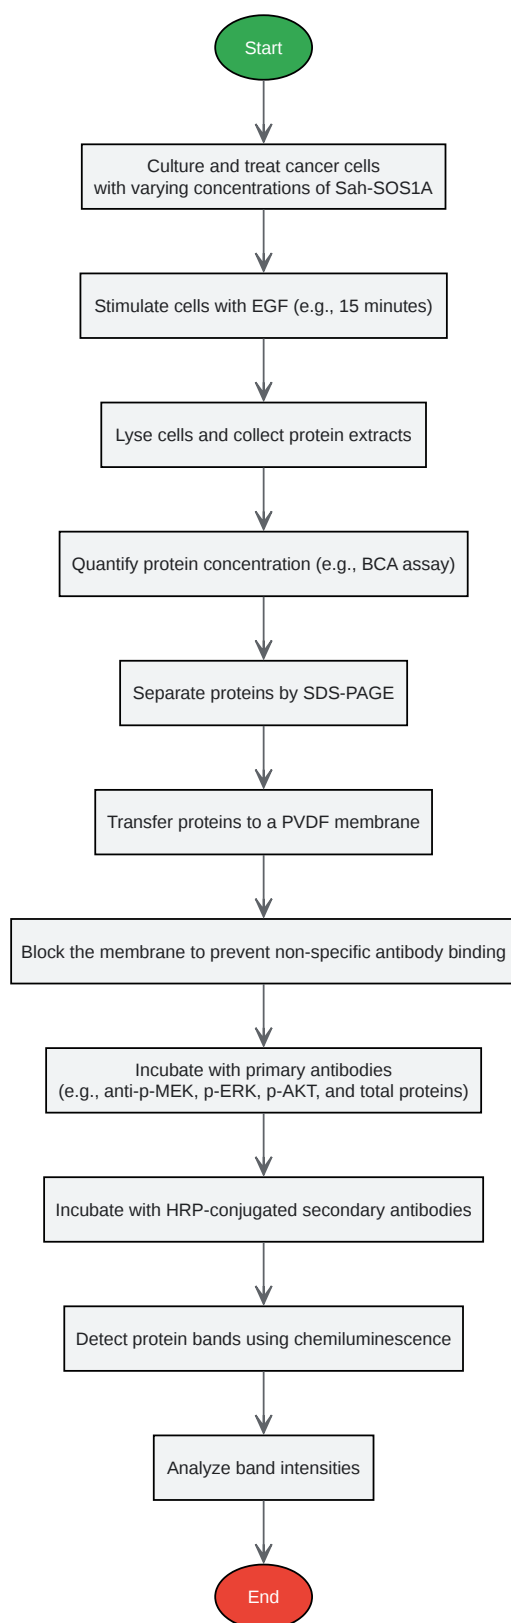 Start
Culture and treat cancer cells
with varying concentrations of Sah-SOS1A
Stimulate cells with EGF (e.g., 15 minutes)
Lyse cells and collect protein extracts
Quantify protein concentration (e.g., BCA assay)
Separate proteins by SDS-PAGE
Transfer proteins to a PVDF membrane
Block the membrane to prevent non-specific antibody binding
Incubate with primary antibodies
(e.g., anti-p-MEK, p-ERK, p-AKT, and total proteins)
Incubate with HRP-conjugated secondary antibodies
Detect protein bands using chemiluminescence
Analyze band intensities
End